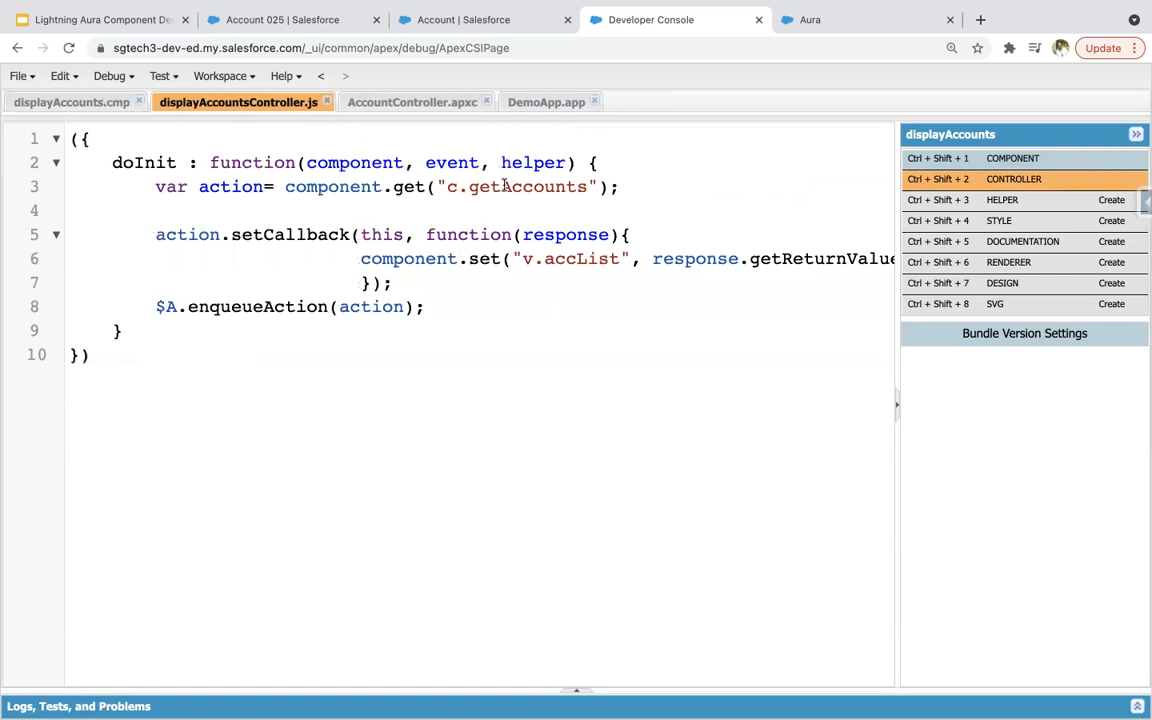 Lightning Aura Component De
Account 025 | Salesforce
Account | Salesforce
Developer Console
Aura
sgtech3-dev-ed.my.salesforce.com/_ui/common/apex/debug/ApexCSIPage
Update
File
Edit
Debug
Test
Workspace
Help
<
>
displayAccounts.cmp
displayAccountsController.js
AccountController.apxc
DemoApp.app
1 ({
2 doInit : function(component, event, helper) {
3 var action= component.get("c.getAccounts");
4
5 action.setCallback(this, function(response){
6 component.set("v.accList", response.getReturnValue
7 });
8 $A.enqueueAction(action);
9 }
10 })
displayAccounts
Ctrl + Shift + 1 COMPONENT
Ctrl + Shift + 2 CONTROLLER
Ctrl + Shift + 3 HELPER Create
Ctrl + Shift + 4 STYLE Create
Ctrl + Shift + 5 DOCUMENTATION Create
Ctrl + Shift + 6 RENDERER Create
Ctrl + Shift + 7 DESIGN Create
Ctrl + Shift + 8 SVG Create
Bundle Version Settings
Logs, Tests, and Problems